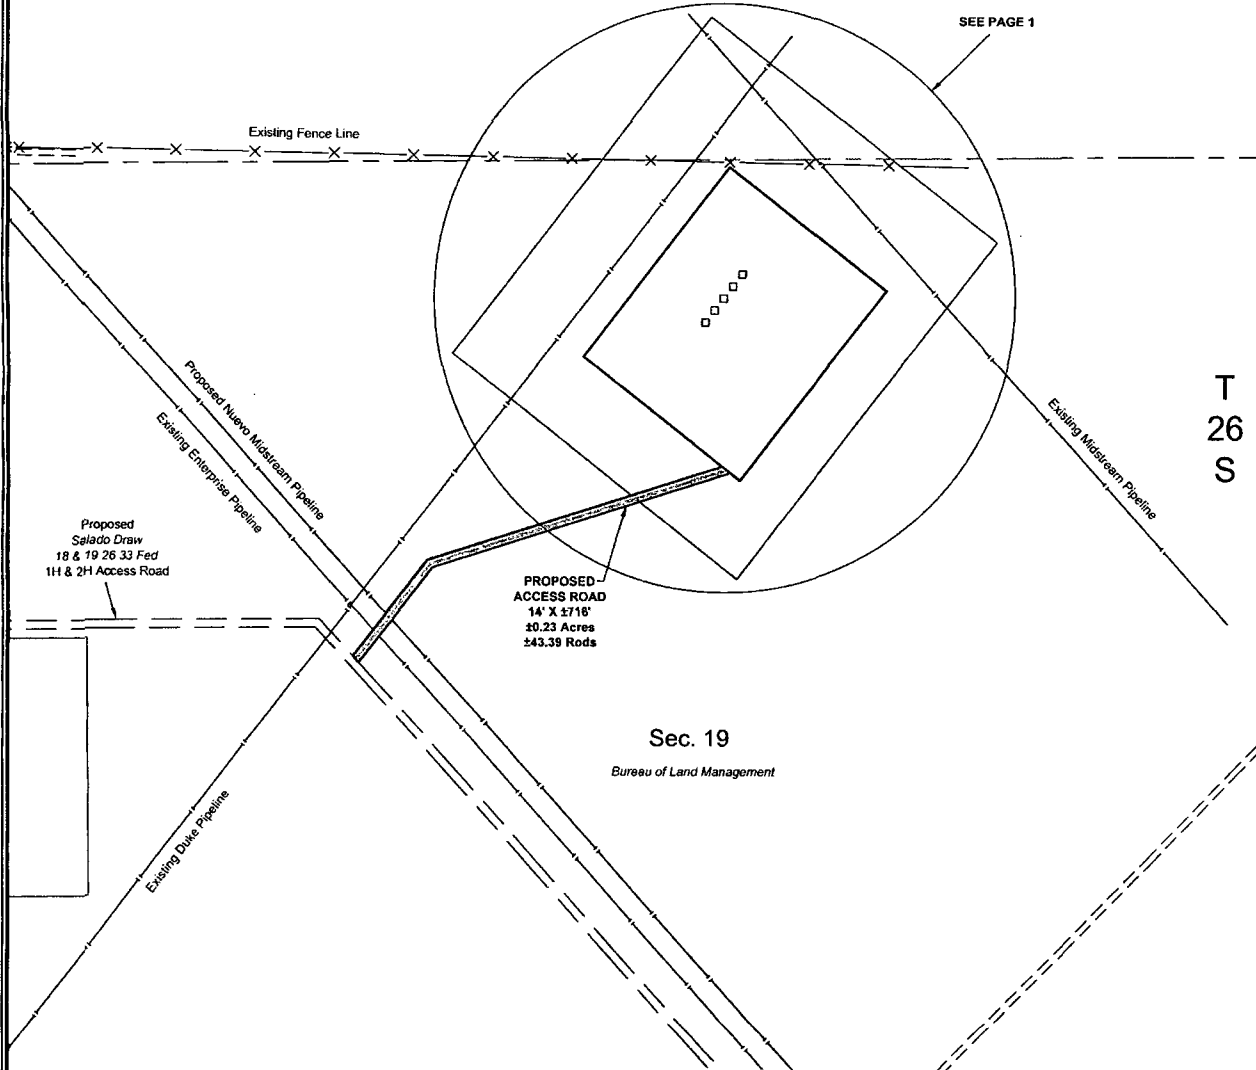 SEE PAGE 1
Existing Fence Line
T
26
S
Proposed Nuevo Midstream Pipeline
Existing Enterprise Pipeline
Existing Midstream Pipeline
Proposed
Salado Draw
18 & 19 26 33 Fed
1H & 2H Access Road
PROPOSED
ACCESS ROAD
14' X ±716'
±0.23 Acres
±43.39 Rods
Sec. 19
Bureau of Land Management
Existing Duke Pipeline